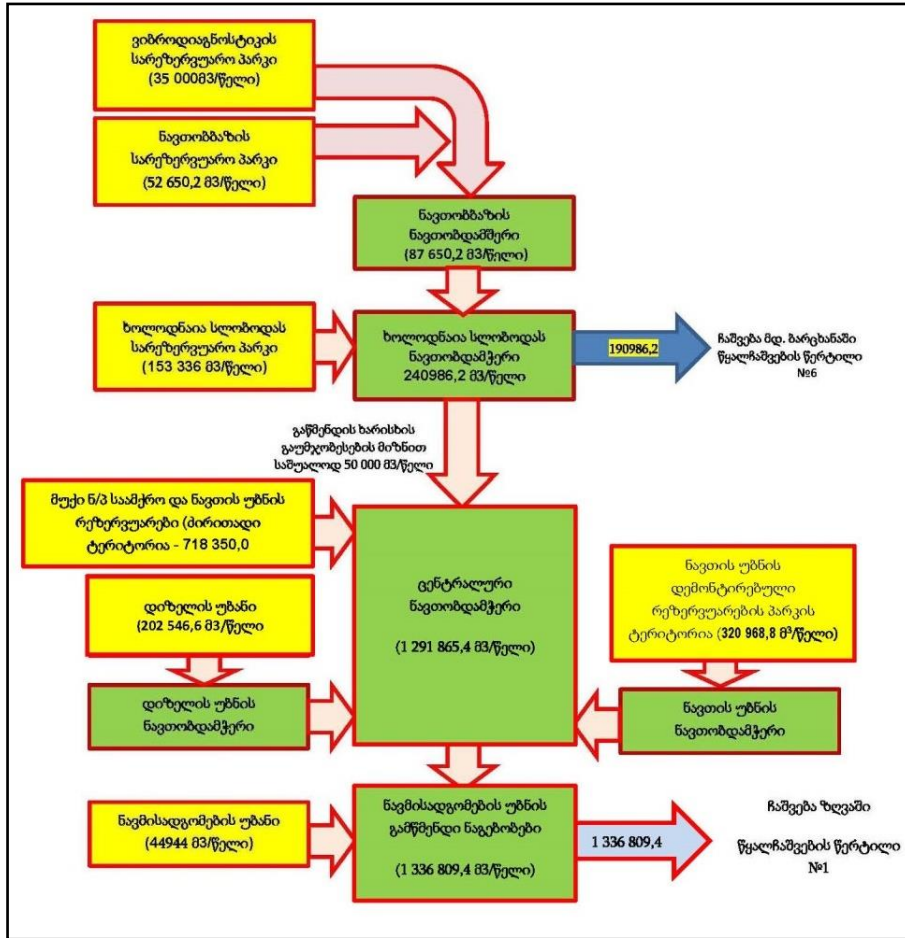 ვიბროდიაგნოსტიკის
სარეზერვუარო პარკი
(35 000მ3/წელი)
ნავთობბაზის
სარეზერვუარო პარკი
(52 650,2 მ3/წელი)
ნავთობბაზის
ნავთობდამშერი
(87 650,2 მ3/წელი)
ხოლოდნაია სლობოდას
სარეზერვუარო პარკი
(153 336 მ3/წელი)
ხოლოდნაია სლობოდას
ნავთობდამჭერი
240986,2 მ3/წელი
190986,2
ჩაშვება მდ. ბარცხანაში
წყალჩაშვების წერტილი
№6
გაწმენდის ხარისხის
გაუმჯობესების მიზნით
საშუალოდ 50 000 მ3/წელი
მუქი ნ/პ საამქრო და ნავთის უბნის
რეზერვუარები (პირითადი
ტერიტორია - 718 350,0
დიზელის უბანი
(202 546,6 მ3/წელი
დიზელის უბნის
ნავთობდამჭერი
ცენტრალური
ნავთობდამჭერი
(1 291 865,4 მ3/წელი)
ნავთის უბნის
დემონტირებული
რეზერვუარების პარკის
ტერიტორია (320 968,8 მ³/წელი)
ნავთის უბნის
ნავთობდამჭერი
ნავმისადგომების უბანი
(44944 მ3/წელი)
ნავმისადგომების უბნის
გამწმენდი ნაგებობები
(1 336 809,4 მ3/წელი)
1 336 809,4
ჩაშვება ზღვაში
წყალჩაშვების წერტილი
№1